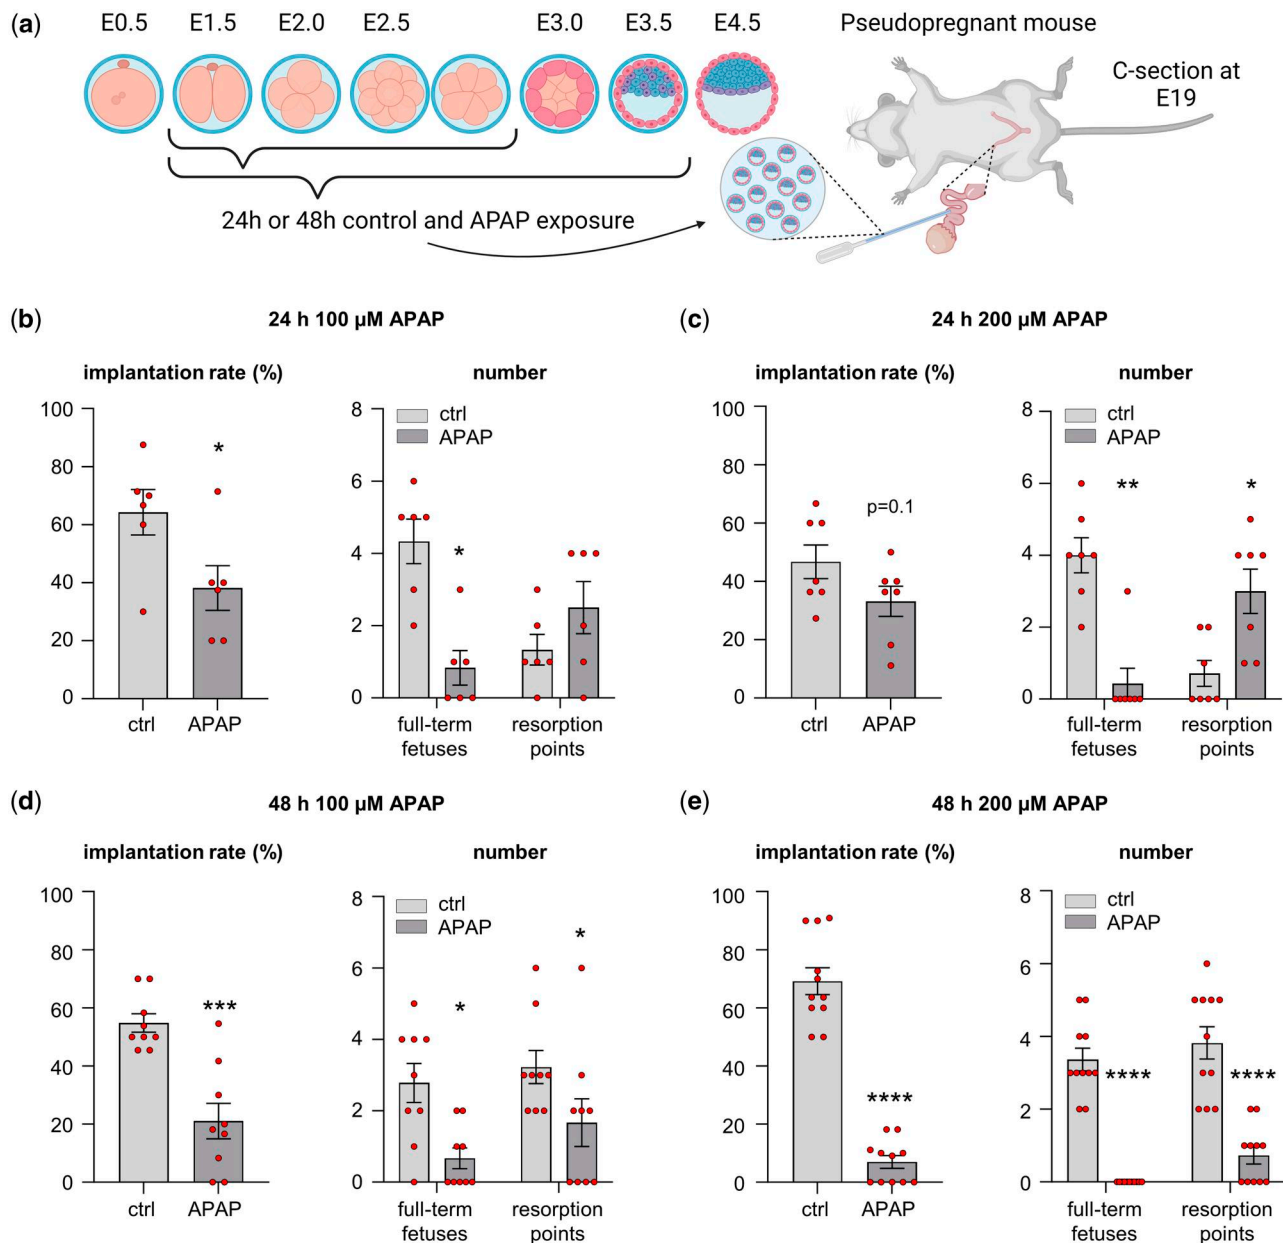 (a)
E0.5 E1.5 E2.0 E2.5 E3.0 E3.5 E4.5 Pseudopregnant mouse
C-section at
E19
24h or 48h control and APAP exposure
(b) 24 h 100 µM APAP
implantation rate (%) number
100
80
60
40
20
0
*
ctrl APAP
8
6
4
2
0
ctrl
APAP
*
full-term resorption
fetuses points
(c) 24 h 200 µM APAP
implantation rate (%) number
100
80
60
40
20
0
p=0.1
ctrl APAP
8
6
4
2
0
ctrl
APAP
** *
full-term resorption
fetuses points
(d) 48 h 100 µM APAP
implantation rate (%) number
100
80
60
40
20
0
***
ctrl APAP
8
6
4
2
0
ctrl
APAP
* *
full-term resorption
fetuses points
(e) 48 h 200 µM APAP
implantation rate (%) number
100
80
60
40
20
0
****
ctrl APAP
8
6
4
2
0
ctrl
APAP
**** ****
full-term resorption
fetuses points